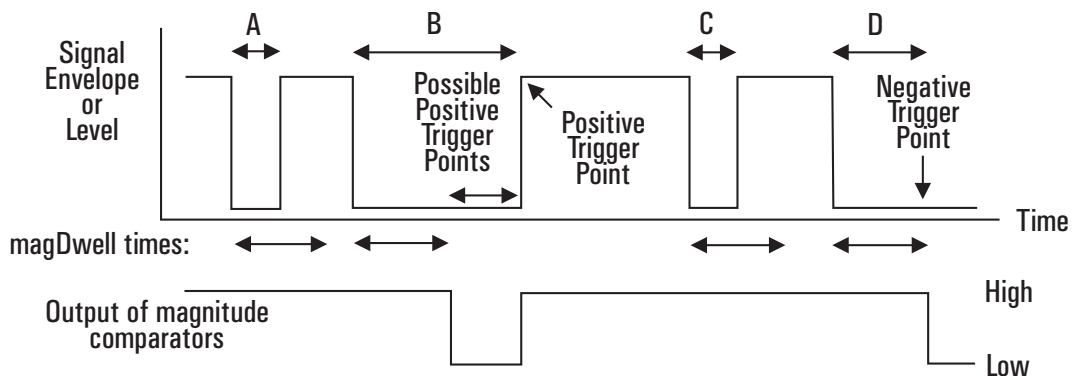 A
B
C
D
Signal
Envelope
or
Level
Possible
Positive
Trigger
Points
Positive
Trigger
Point
Negative
Trigger
Point
Time
magDwell times:
Output of magnitude
comparators
High
Low